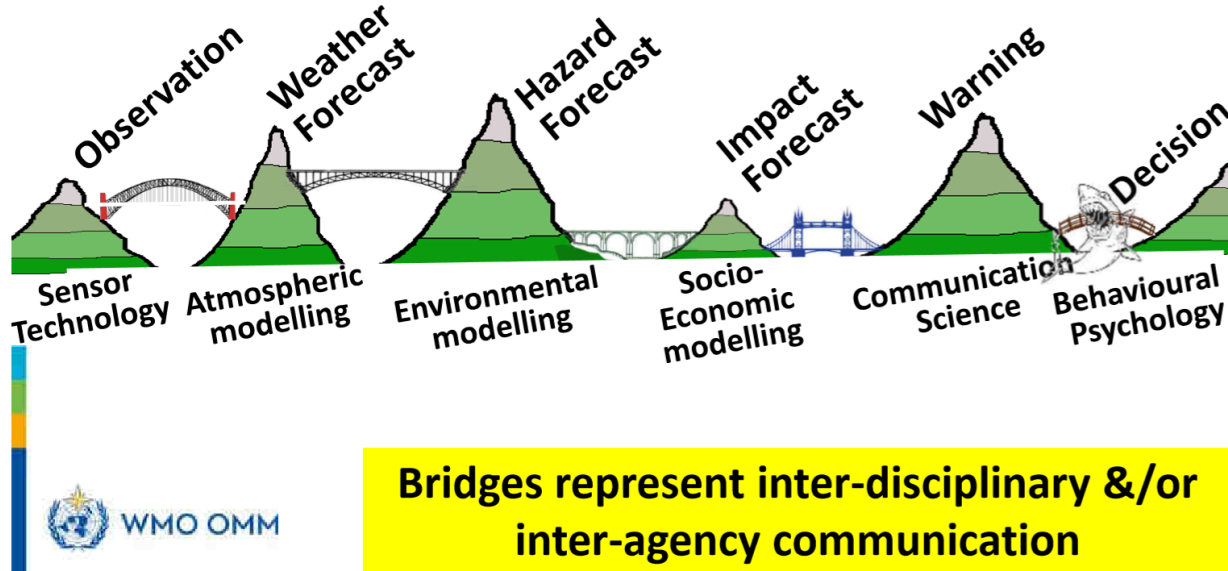 Observation
Weather
Forecast
Hazard
Forecast
Impact
Forecast
Warning
Decision
Sensor
Technology
Atmospheric
modelling
Environmental
modelling
Socio-
Economic
modelling
Communication
Science
Behavioural
Psychology
WMO OMM
Bridges represent inter-disciplinary &/or
inter-agency communication